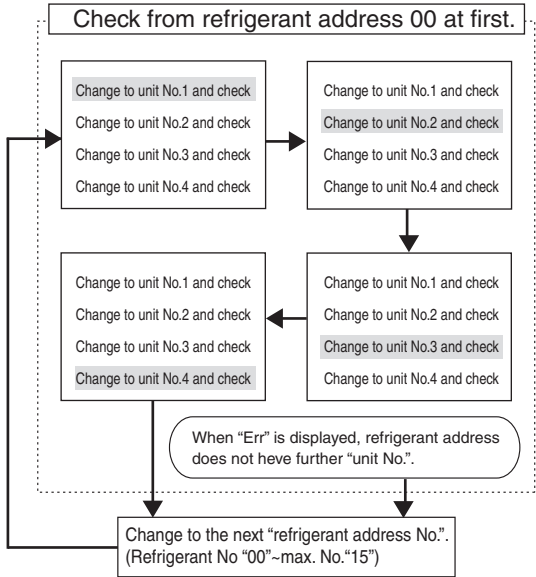 Check from refrigerant address 00 at first.
Change to unit No.1 and check
Change to unit No.2 and check
Change to unit No.3 and check
Change to unit No.4 and check
Change to unit No.1 and check
Change to unit No.2 and check
Change to unit No.3 and check
Change to unit No.4 and check
Change to unit No.1 and check
Change to unit No.2 and check
Change to unit No.3 and check
Change to unit No.4 and check
Change to unit No.1 and check
Change to unit No.2 and check
Change to unit No.3 and check
Change to unit No.4 and check
When “Err” is displayed, refrigerant address
does not heve further “unit No.”.
Change to the next “refrigerant address No.”.
(Refrigerant No “00”~max. No.“15”)